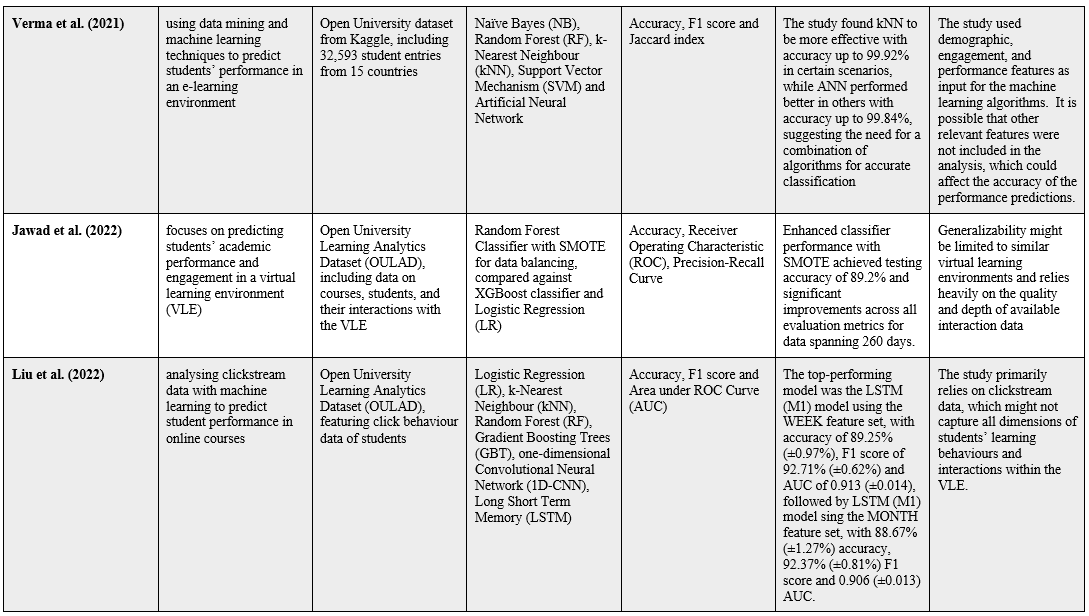 Verma et al. (2021)
using data mining and
machine learning
techniques to predict
students’ performance in
an e-learning
environment
Open University dataset
from Kaggle, including
32,593 student entries
from 15 countries
Naïve Bayes (NB),
Random Forest (RF), k-
Nearest Neighbour
(kNN), Support Vector
Mechanism (SVM) and
Artificial Neural
Network
Accuracy, F1 score and
Jaccard index
The study found kNN to
be more effective with
accuracy up to 99.92%
in certain scenarios,
while ANN performed
better in others with
accuracy up to 99.84%,
suggesting the need for a
combination of
algorithms for accurate
classification
The study used
demographic,
engagement, and
performance features as
input for the machine
learning algorithms.  It is
possible that other
relevant features were
not included in the
analysis, which could
affect the accuracy of the
performance predictions.
Jawad et al. (2022)
focuses on predicting
students’ academic
performance and
engagement in a virtual
learning environment
(VLE)
Open University
Learning Analytics
Dataset (OULAD),
including data on
courses, students, and
their interactions with
the VLE
Random Forest
Classifier with SMOTE
for data balancing,
compared against
XGBoost classifier and
Logistic Regression
(LR)
Accuracy, Receiver
Operating Characteristic
(ROC), Precision-Recall
Curve
Enhanced classifier
performance with
SMOTE achieved testing
accuracy of 89.2% and
significant
improvements across all
evaluation metrics for
data spanning 260 days.
Generalizability might
be limited to similar
virtual learning
environments and relies
heavily on the quality
and depth of available
interaction data
Liu et al. (2022)
analysing clickstream
data with machine
learning to predict
student performance in
online courses
Open University
Learning Analytics
Dataset (OULAD),
featuring click behaviour
data of students
Logistic Regression
(LR), k-Nearest
Neighbour (kNN),
Random Forest (RF),
Gradient Boosting Trees
(GBT), one-dimensional
Convolutional Neural
Network (1D-CNN),
Long Short Term
Memory (LSTM)
Accuracy, F1 score and
Area under ROC Curve
(AUC)
The top-performing
model was the LSTM
(M1) model using the
WEEK feature set, with
accuracy of 89.25%
(±0.97%), F1 score of
92.71% (±0.62%) and
AUC of 0.913 (±0.014),
followed by LSTM (M1)
model sing the MONTH
feature set, with 88.67%
(±1.27%) accuracy,
92.37% (±0.81%) F1
score and 0.906 (±0.013)
AUC.
The study primarily
relies on clickstream
data, which might not
capture all dimensions of
students’ learning
behaviours and
interactions within the
VLE.